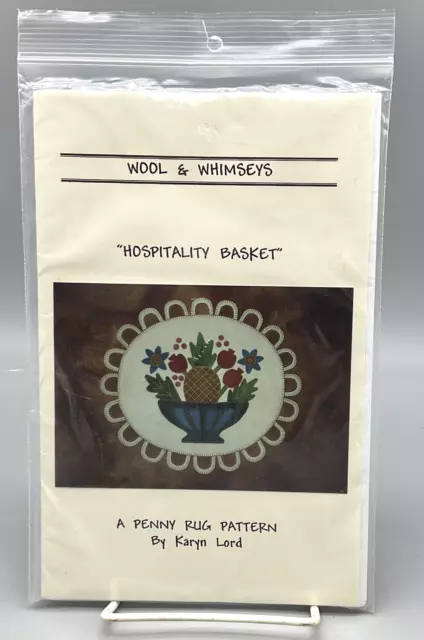 WOOL & WHIMSEYS
"HOSPITALITY BASKET"
A PENNY RUG PATTERN
By Karyn Lord